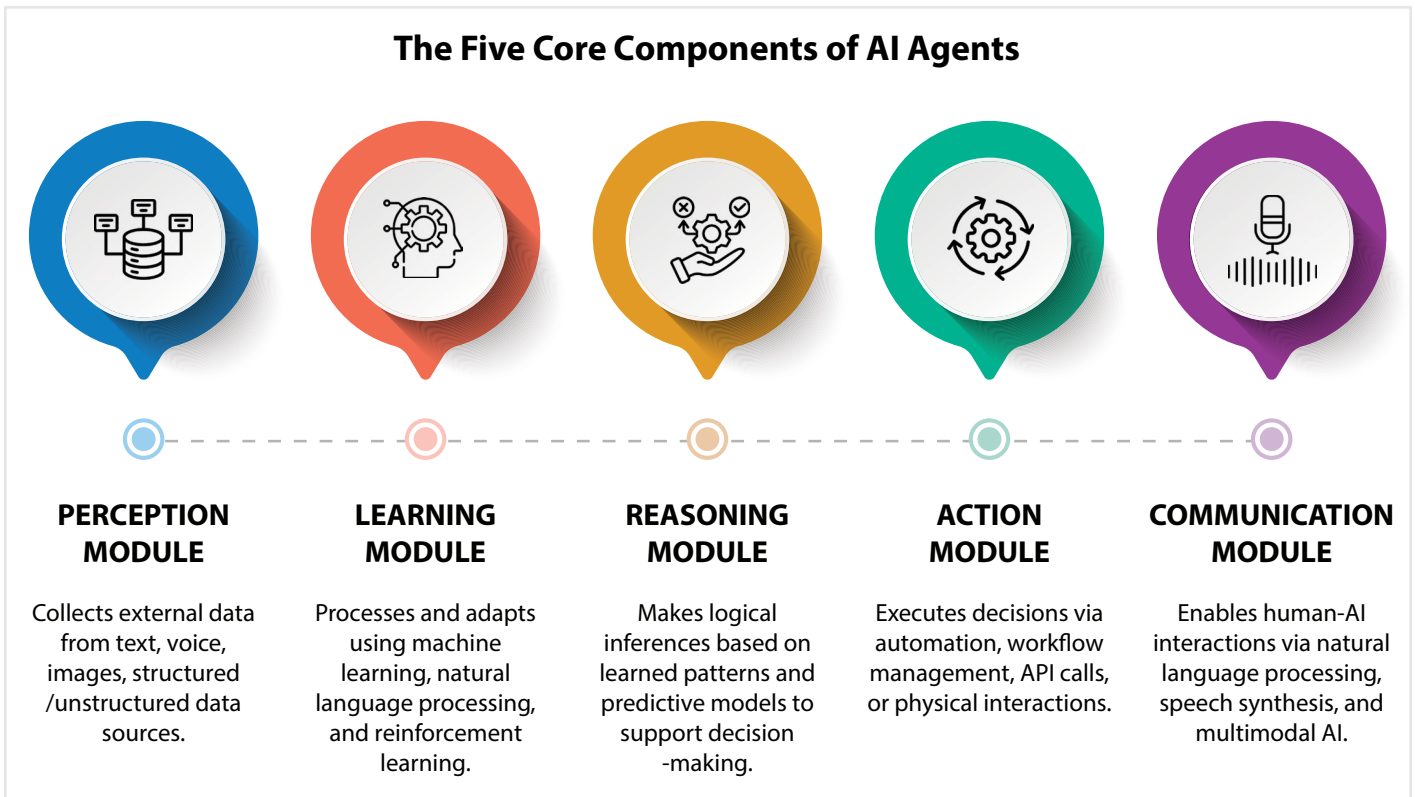 The Five Core Components of AI Agents
PERCEPTION
MODULE
Collects external data
from text, voice,
images, structured
/unstructured data
sources.
LEARNING
MODULE
Processes and adapts
using machine
learning, natural
language processing,
and reinforcement
learning.
REASONING
MODULE
Makes logical
inferences based on
learned patterns and
predictive models to
support decision
-making.
ACTION
MODULE
Executes decisions via
automation, workflow
management, API calls,
or physical interactions.
COMMUNICATION
MODULE
Enables human-AI
interactions via natural
language processing,
speech synthesis, and
multimodal AI.